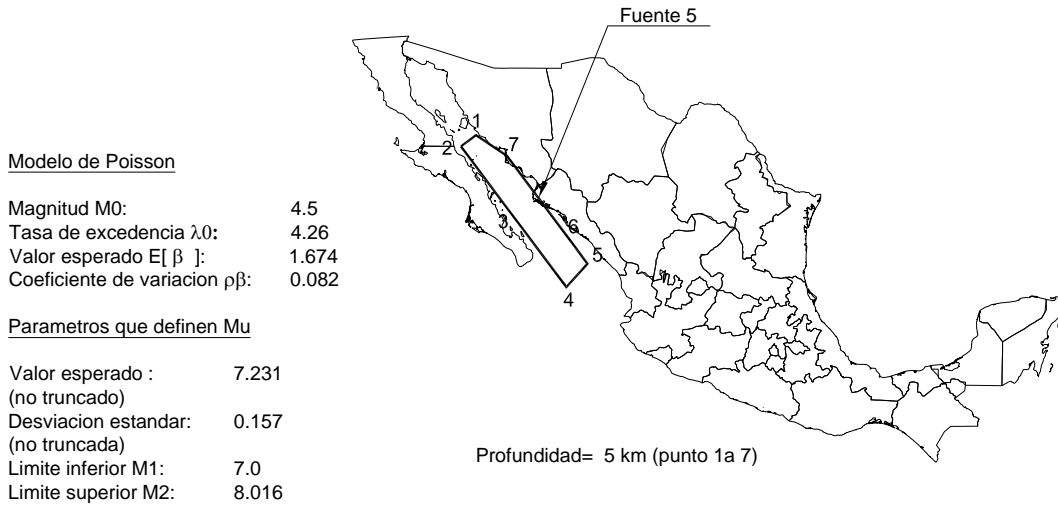 Fuente 5
1
2
7
3
6
5
4
Modelo de Poisson
Magnitud M0: 4.5
Tasa de excedencia λ0: 4.26
Valor esperado E[ β ]: 1.674
Coeficiente de variacion ρβ: 0.082
Parametros que definen Mu
Valor esperado : 7.231
(no truncado)
Desviacion estandar: 0.157
(no truncada)
Limite inferior M1: 7.0
Limite superior M2: 8.016
Profundidad= 5 km (punto 1a 7)